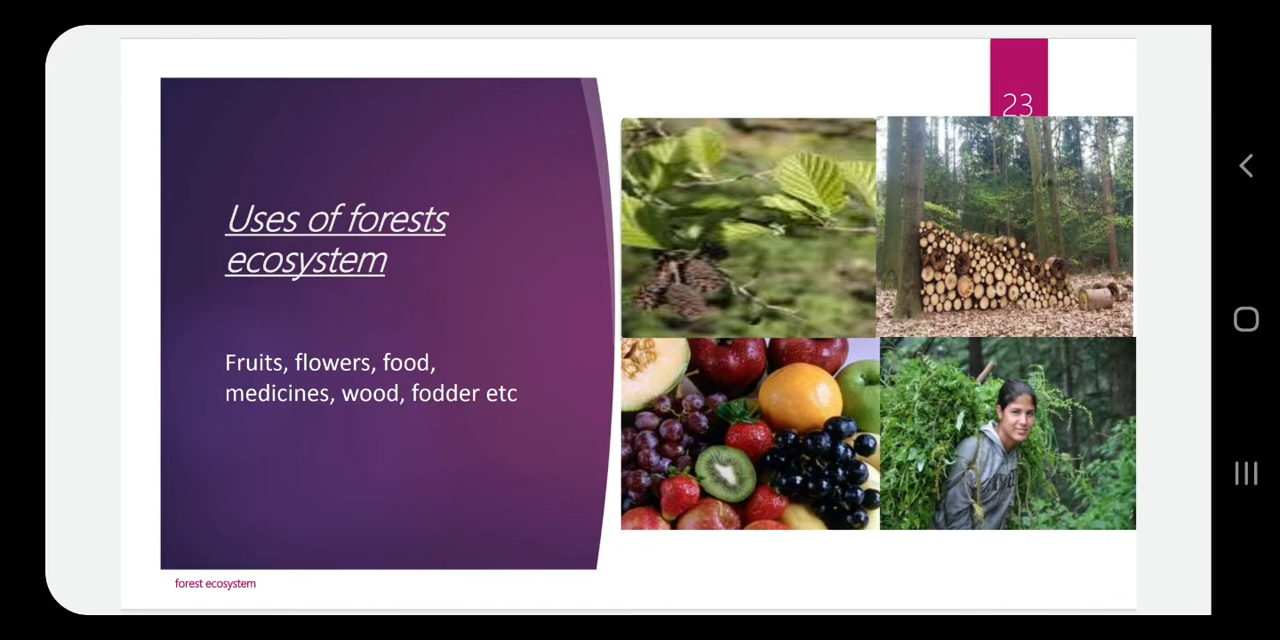 23
Uses of forests
ecosystem
Fruits, flowers, food,
medicines, wood, fodder etc
forest ecosystem